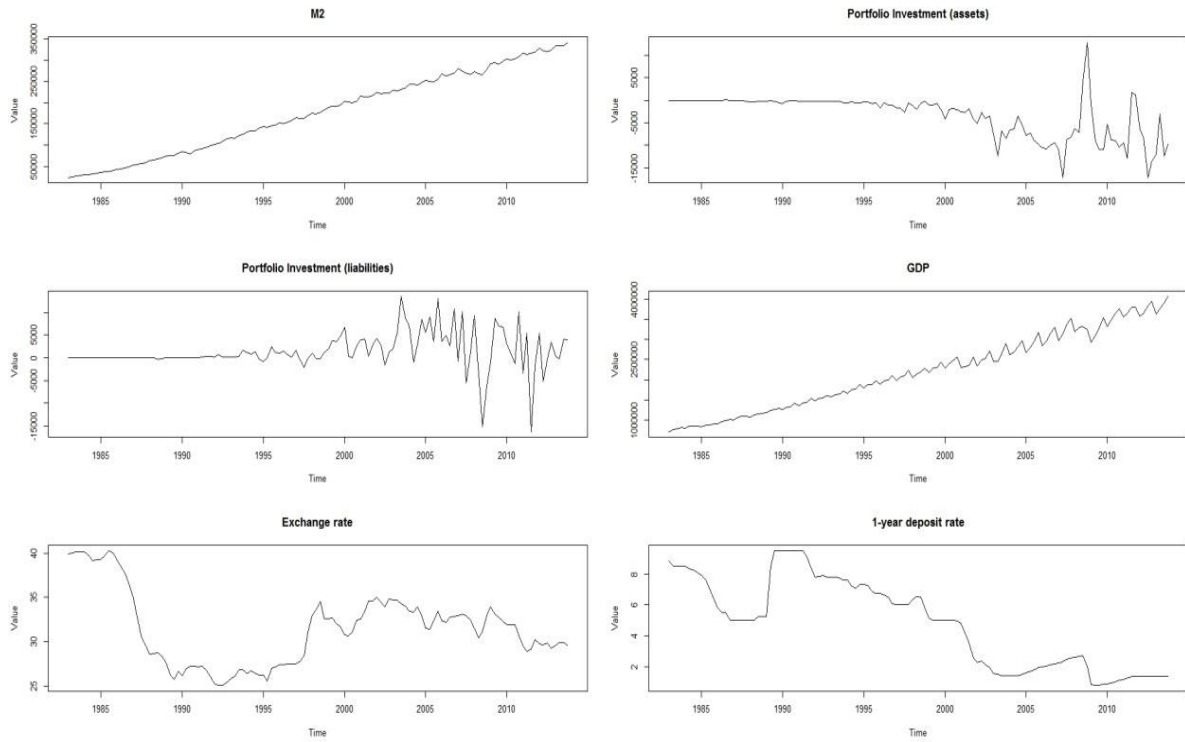 M2
Value
50000 150000 250000 350000
1985 1990 1995 2000 2005 2010
Time
Portfolio Investment (assets)
Value
-15000 -5000 5000
1985 1990 1995 2000 2005 2010
Time
Portfolio Investment (liabilities)
Value
-15000 -5000 0 5000
1985 1990 1995 2000 2005 2010
Time
GDP
Value
1000000 2500000 4000000
1985 1990 1995 2000 2005 2010
Time
Exchange rate
Value
25 30 35 40
1985 1990 1995 2000 2005 2010
Time
1-year deposit rate
Value
2 4 6 8
1985 1990 1995 2000 2005 2010
Time